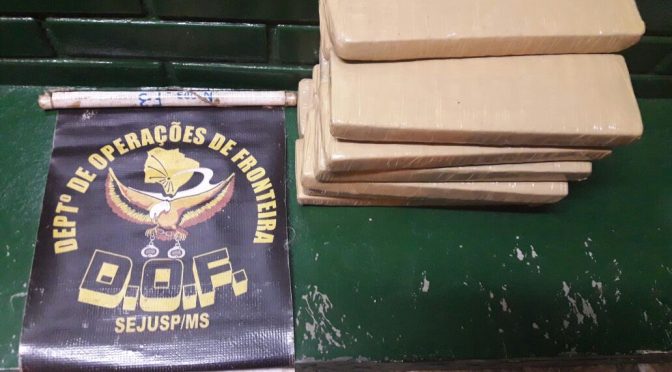 DEPTº DE OPERAÇÕES DE FRONTEIRA
D.O.F.
SEJUSP/MS